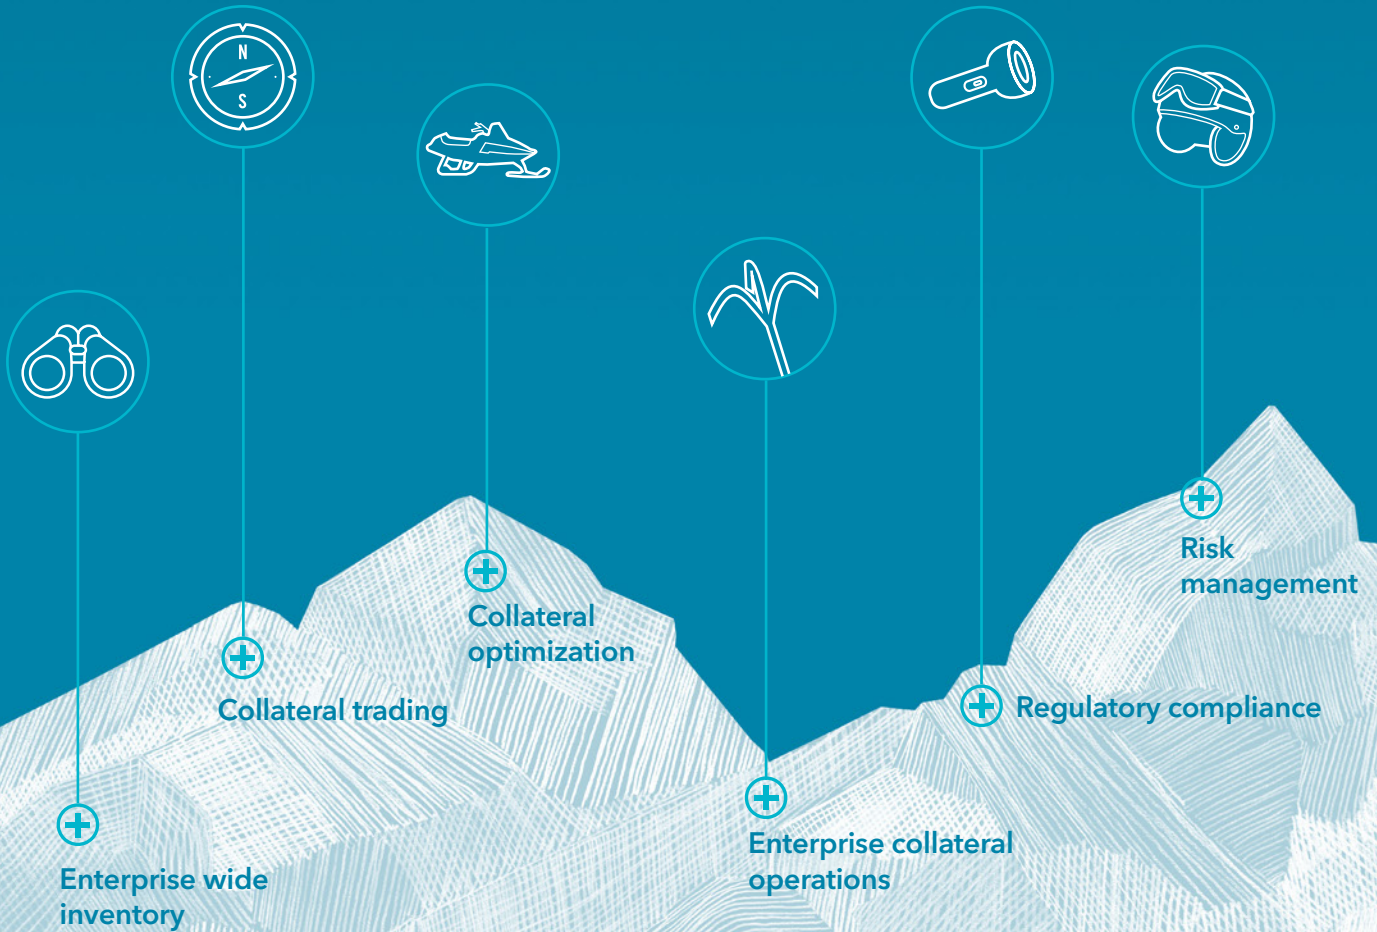 N
S
Risk
management
Collateral
optimization
Collateral trading
Regulatory compliance
Enterprise collateral
operations
Enterprise wide
inventory